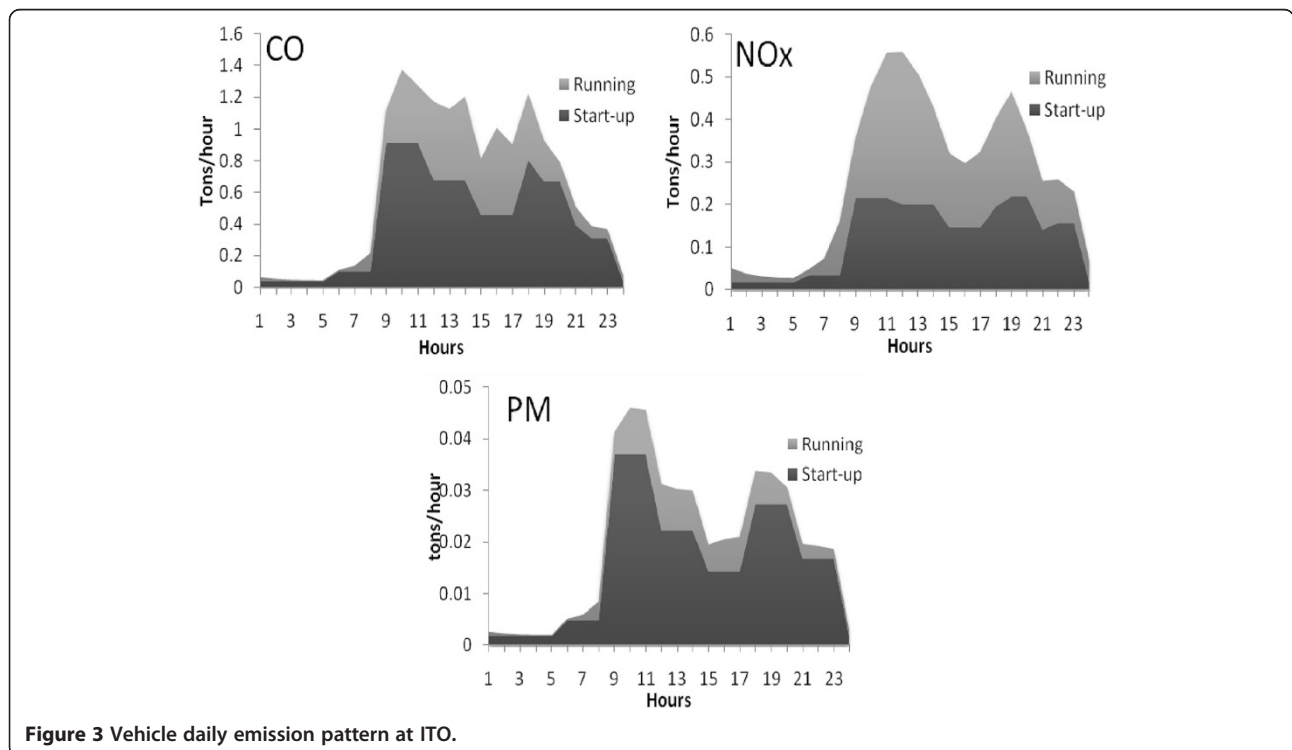 CO
1.6
1.4
1.2
1
0.8
0.6
0.4
0.2
0
Tons/hour
Running
Start-up
1 3 5 7 9 11 13 15 17 19 21 23
Hours
NOx
0.6
0.5
0.4
0.3
0.2
0.1
0
Tons/hour
Running
Start-up
1 3 5 7 9 11 13 15 17 19 21 23
Hours
PM
0.05
0.04
0.03
0.02
0.01
0
tons/hour
Running
Start-up
1 3 5 7 9 11 13 15 17 19 21 23
Hours
Figure 3 Vehicle daily emission pattern at ITO.